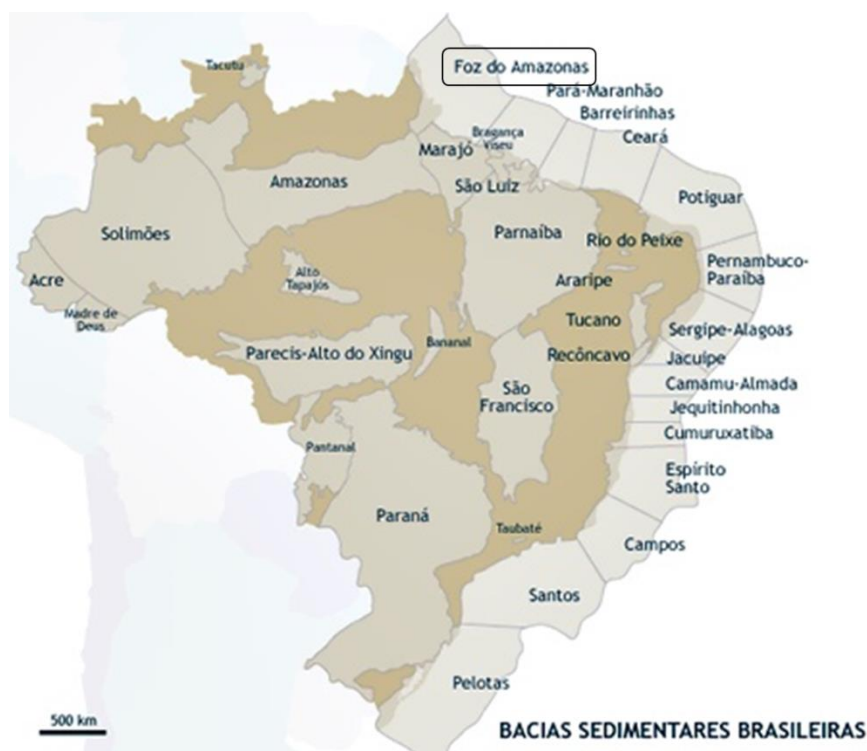 Tacutu
Foz do Amazonas
Pará-Maranhão
Barreirinhas
Bragança
Viseu
Ceará
Marajó
Amazonas
São Luiz
Potiguar
Solimões
Parnaíba
Rio do Peixe
Pernambuco-
Paraíba
Acre
Alto
Tapajós
Araripe
Madre de
Deus
Tucano
Sergipe-Alagoas
Bananal
Parecis-Alto do Xingu
Recôncavo
Jacuípe
São
Francisco
Camamu-Almada
Jequitinhonha
Cumuruxatiba
Pantanal
Espírito
Santo
Paraná
Taubaté
Campos
Santos
Pelotas
500 km
BACIAS SEDIMENTARES BRASILEIRAS